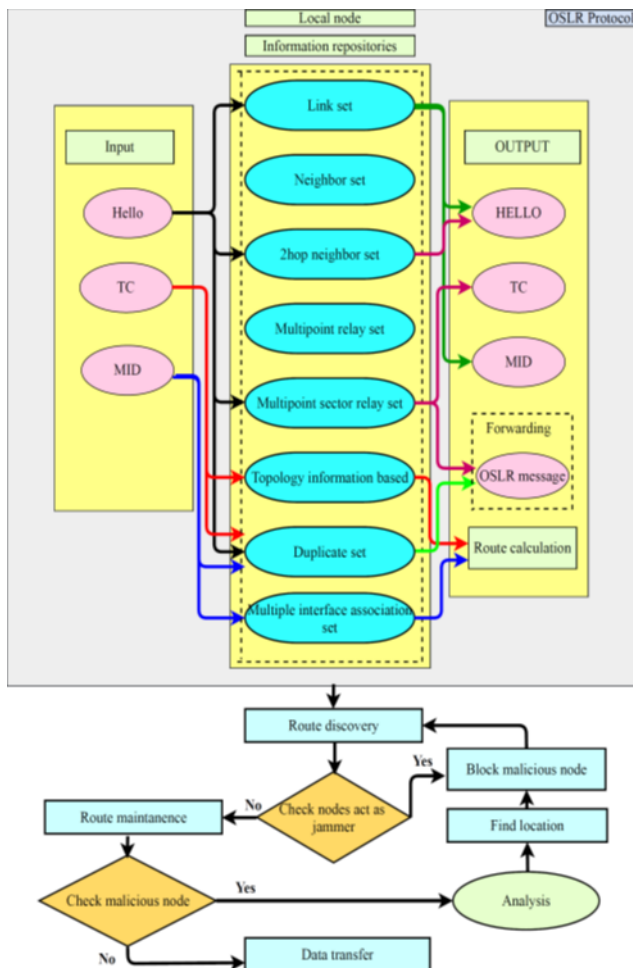 Local node
OSLR Protocol
Information repositories
Input
Hello
TC
MID
Link set
Neighbor set
2hop neighbor set
Multipoint relay set
Multipoint sector relay set
Topology information based
Duplicate set
Multiple interface association
set
OUTPUT
HELLO
TC
MID
Forwarding
OSLR message
Route calculation
Route discovery
Yes
Block malicious node
Check nodes act as
jammer
No
Route maintanence
Find location
Check malicious node
Yes
Analysis
No
Data transfer